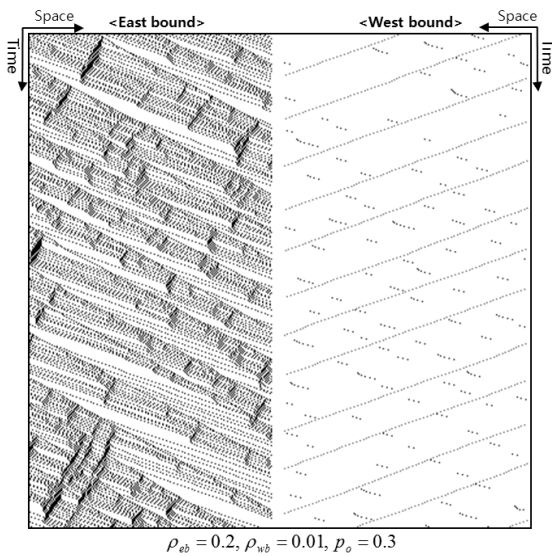 Space
<East bound>
<West bound>
Space
Time
Time
ρeb = 0.2, ρwb = 0.01, po = 0.3